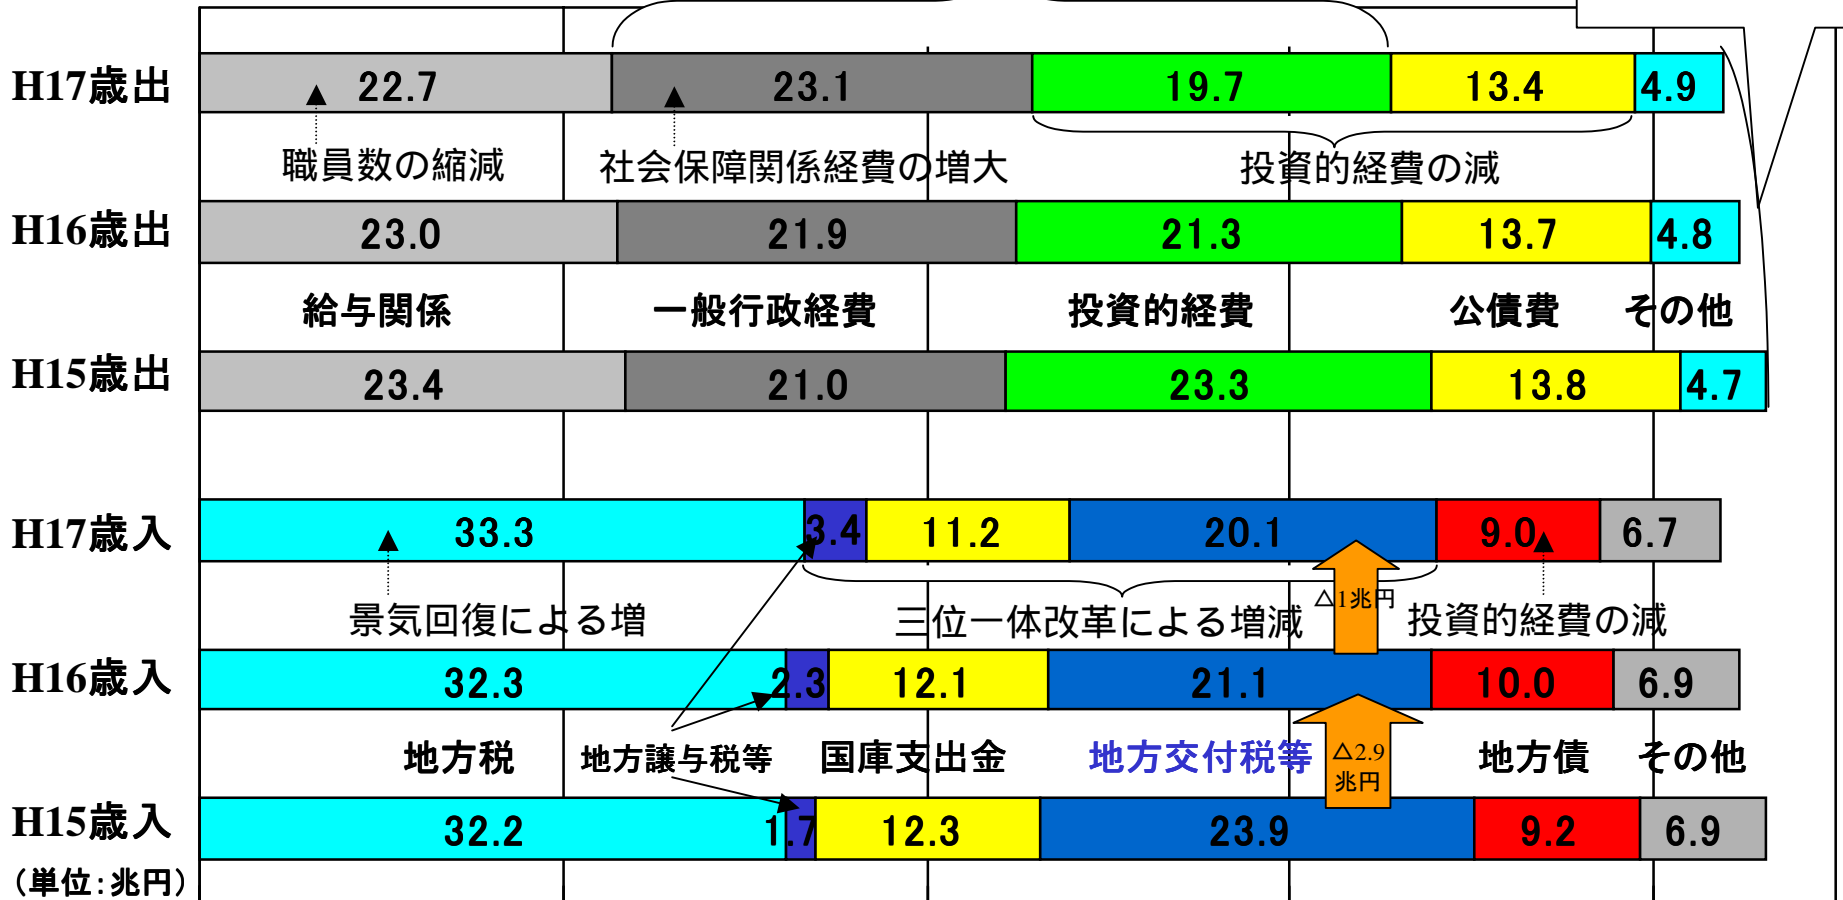 H17歳出 22.7 23.1 19.7 13.4 4.9
職員数の縮減 社会保障関係経費の増大 投資的経費の減
H16歳出 23.0 21.9 21.3 13.7 4.8
給与関係 一般行政経費 投資的経費 公債費 その他
H15歳出 23.4 21.0 23.3 13.8 4.7
H17歳入 33.3 3.4 11.2 20.1 9.0 6.7
景気回復による増 三位一体改革による増減 △1兆円 投資的経費の減
H16歳入 32.3 2.3 12.1 21.1 10.0 6.9
地方税 地方譲与税等 国庫支出金 地方交付税等 △2.9 地方債 その他
兆円
H15歳入 32.2 1.7 12.3 23.9 9.2 6.9
(単位:兆円)